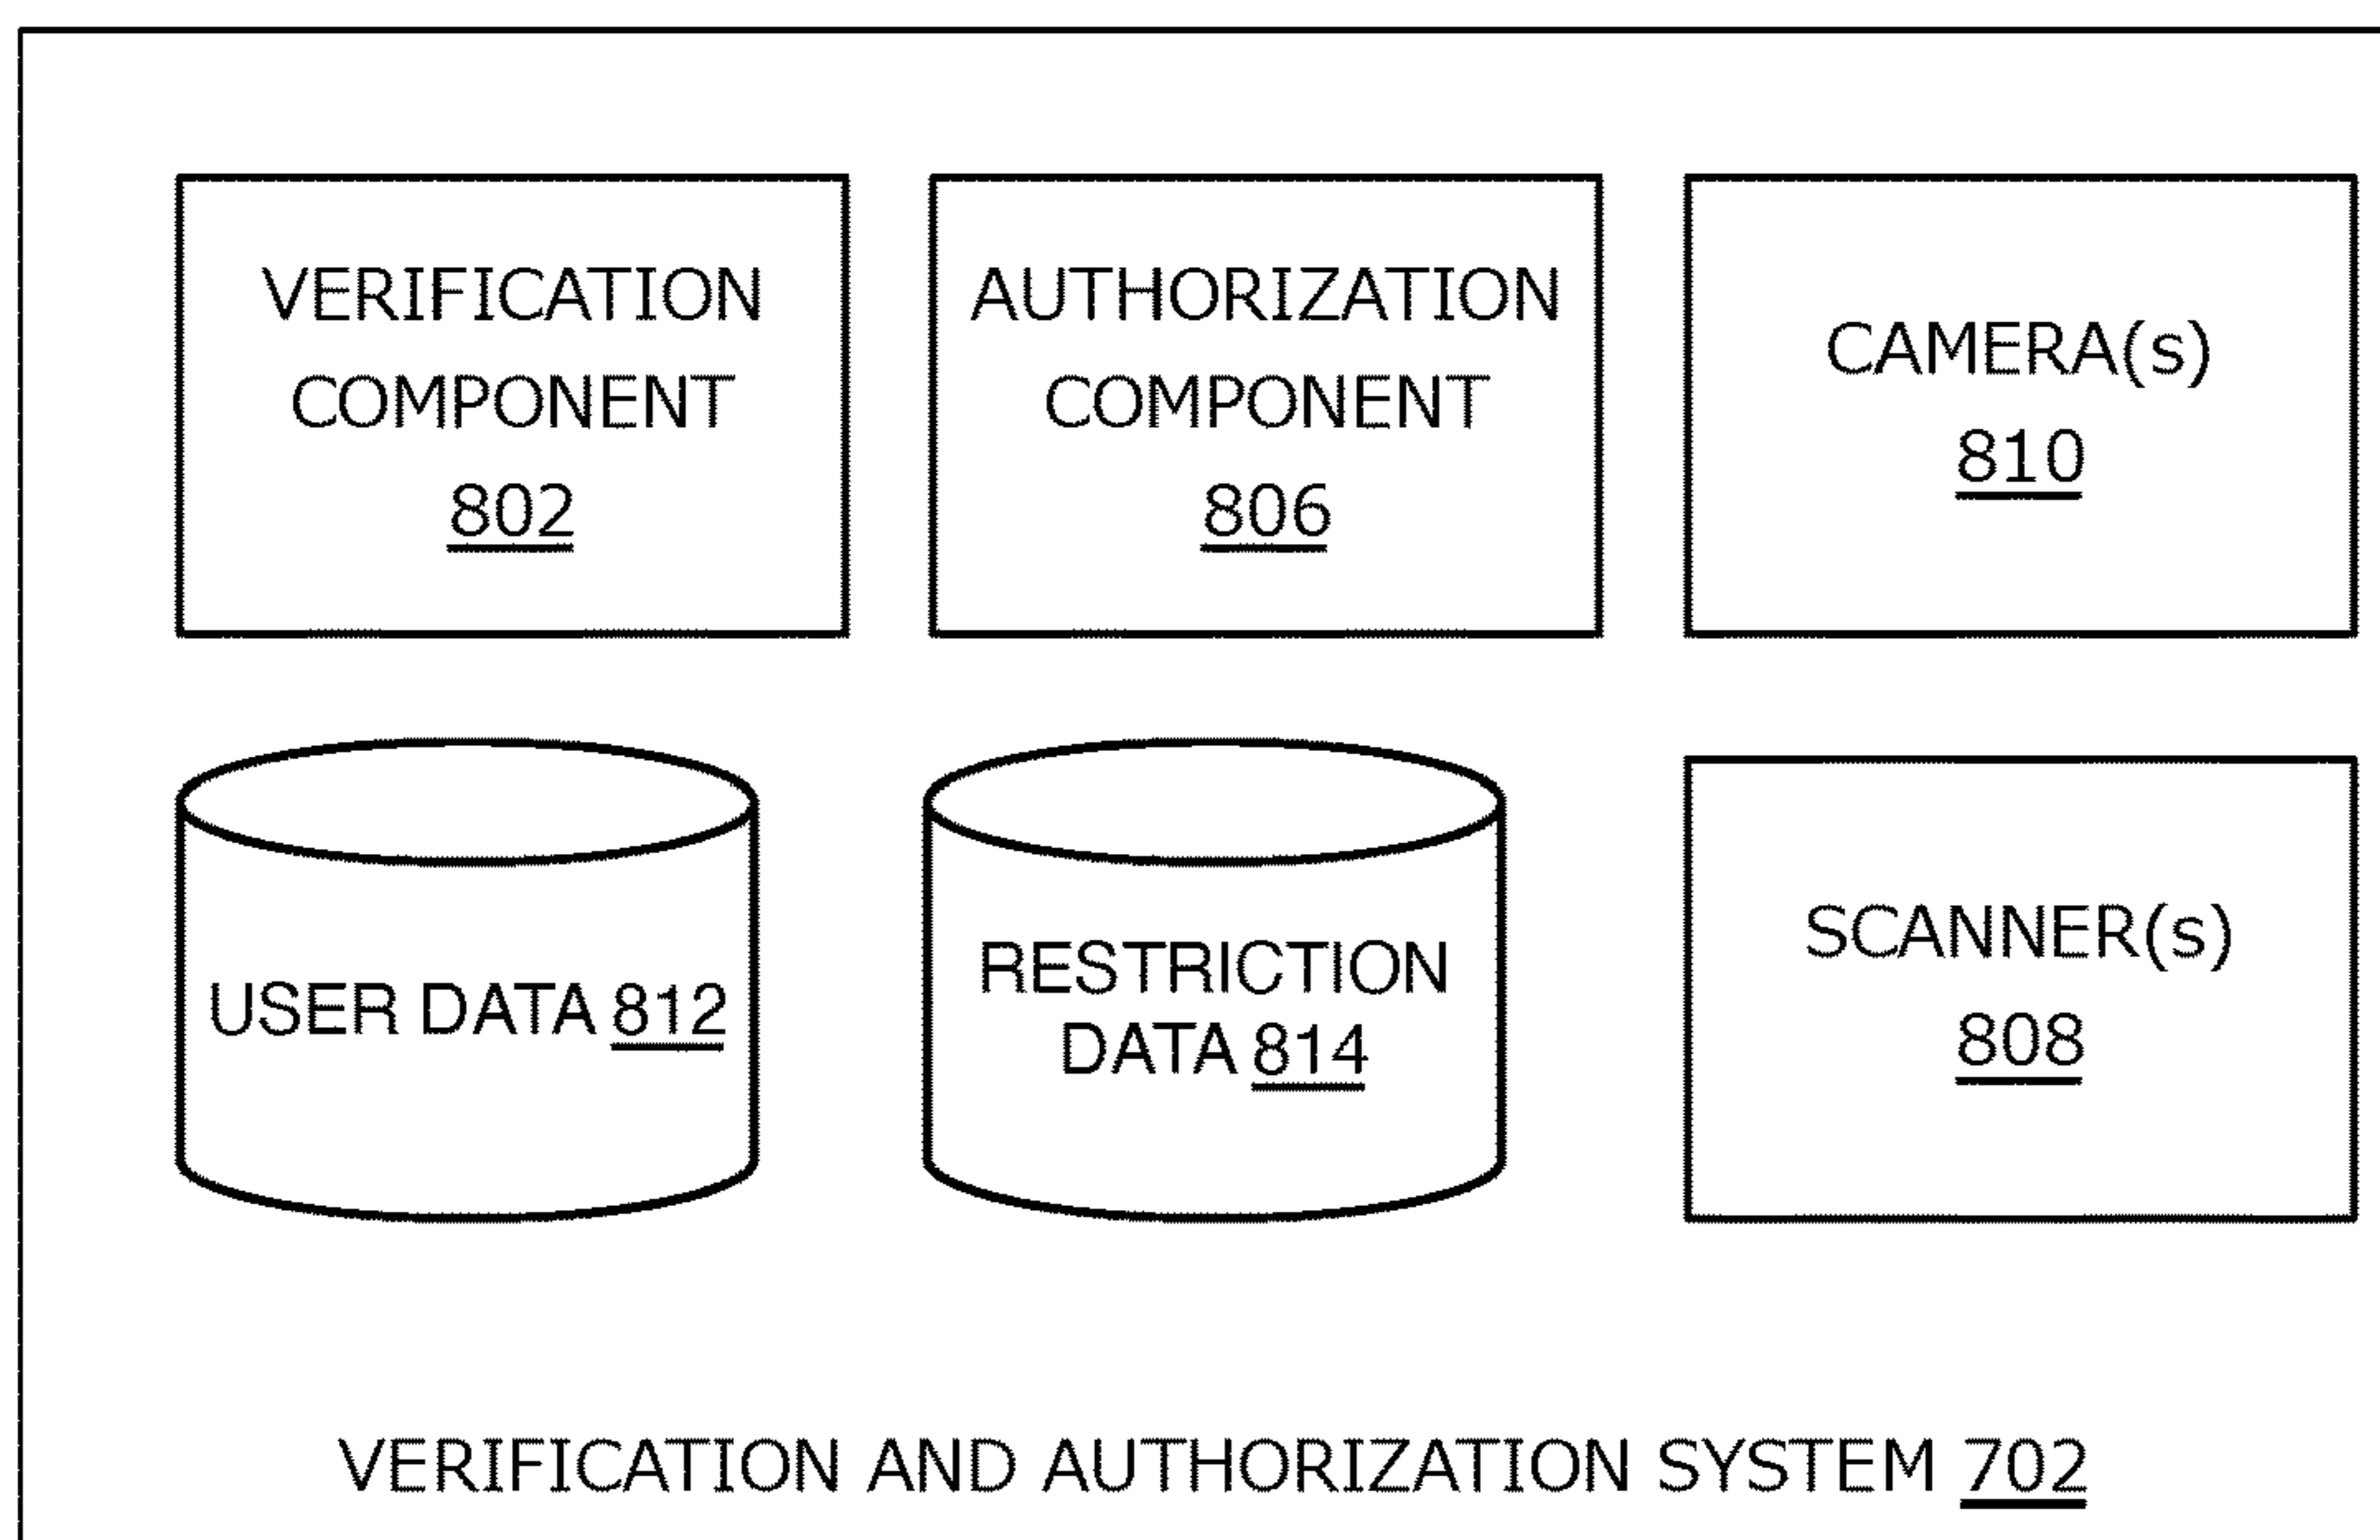 VERIFICATION
COMPONENT
802
AUTHORIZATION
COMPONENT
806
CAMERA(s)
810
USER DATA 812
RESTRICTION
DATA 814
SCANNER(s)
808
VERIFICATION AND AUTHORIZATION SYSTEM 702